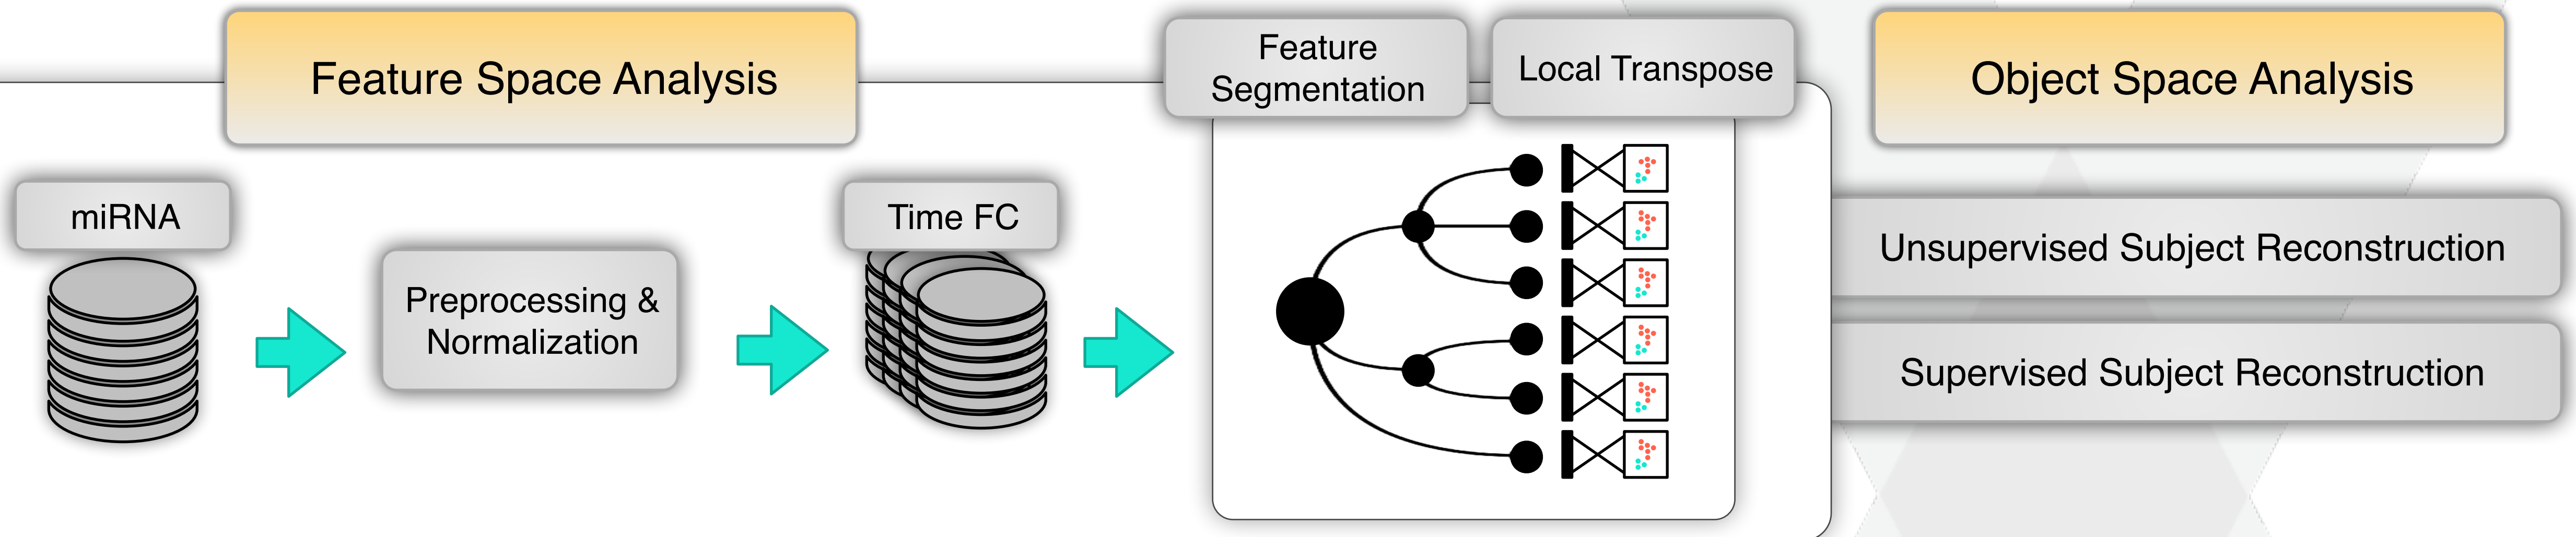 Feature Space Analysis
miRNA
Preprocessing &
Normalization
Time FC
Feature
Segmentation
Local Transpose
Object Space Analysis
Unsupervised Subject Reconstruction
Supervised Subject Reconstruction